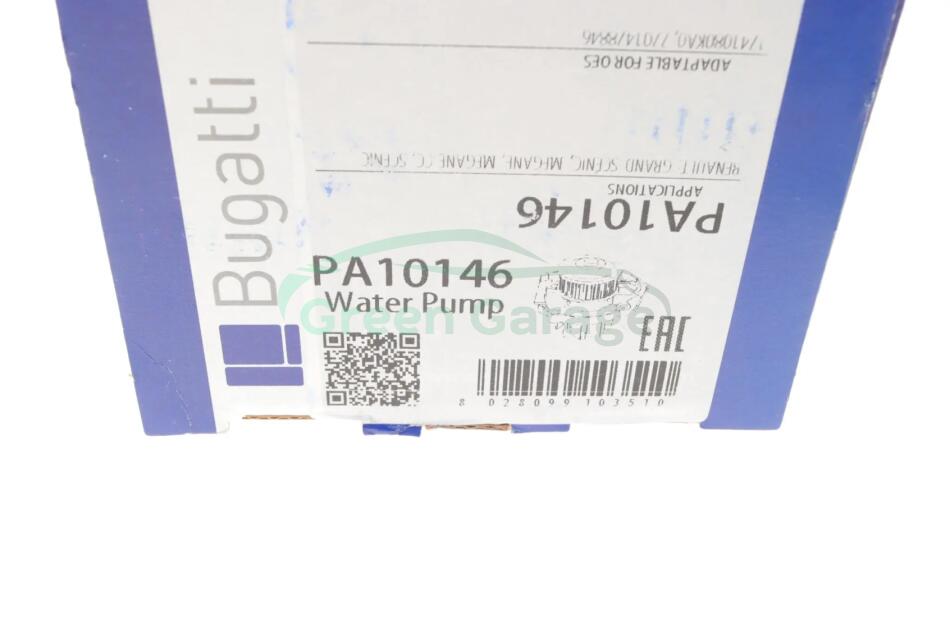 Bugatti
ADAPTABLE FOR OES
RENAULT: GRAND SCENIC, MEGANE, MEGANE CC, SCENIC
APPLICATIONS
PA10146
PA10146
Water Pump
Green Garage
EAC
8 028099 103510